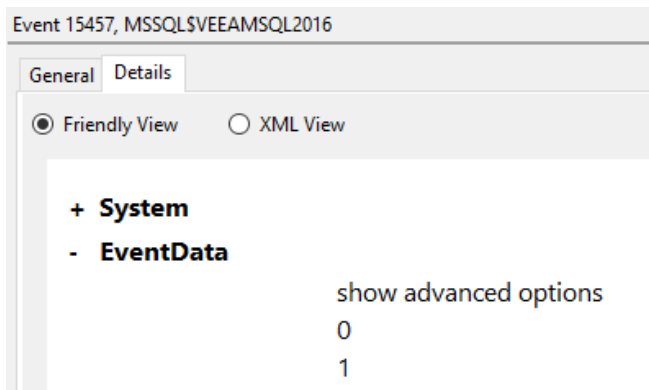 Event 15457, MSSQL$VEEAMSQL2016
General Details
Friendly View XML View
+ System
- EventData
show advanced options
0
1